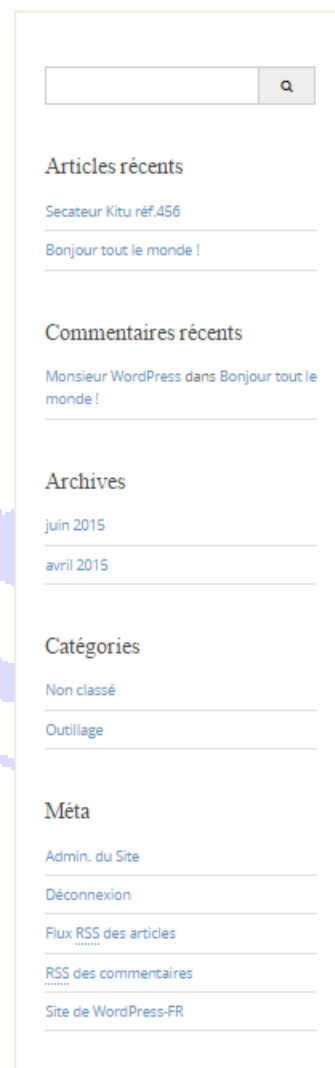 Articles récents
Secateur Kitu réf.456
Bonjour tout le monde !
Commentaires récents
Monsieur WordPress dans Bonjour tout le
monde !
Archives
juin 2015
avril 2015
Catégories
Non classé
Outillage
Méta
Admin. du Site
Déconnexion
Flux RSS des articles
RSS des commentaires
Site de WordPress-FR